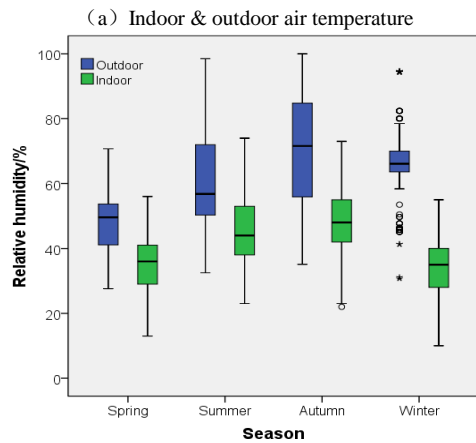 （a）Indoor & outdoor air temperature
100
80
60
40
20
0
Relative humidity/%
Outdoor
Indoor
Spring Summer Autumn Winter
Season